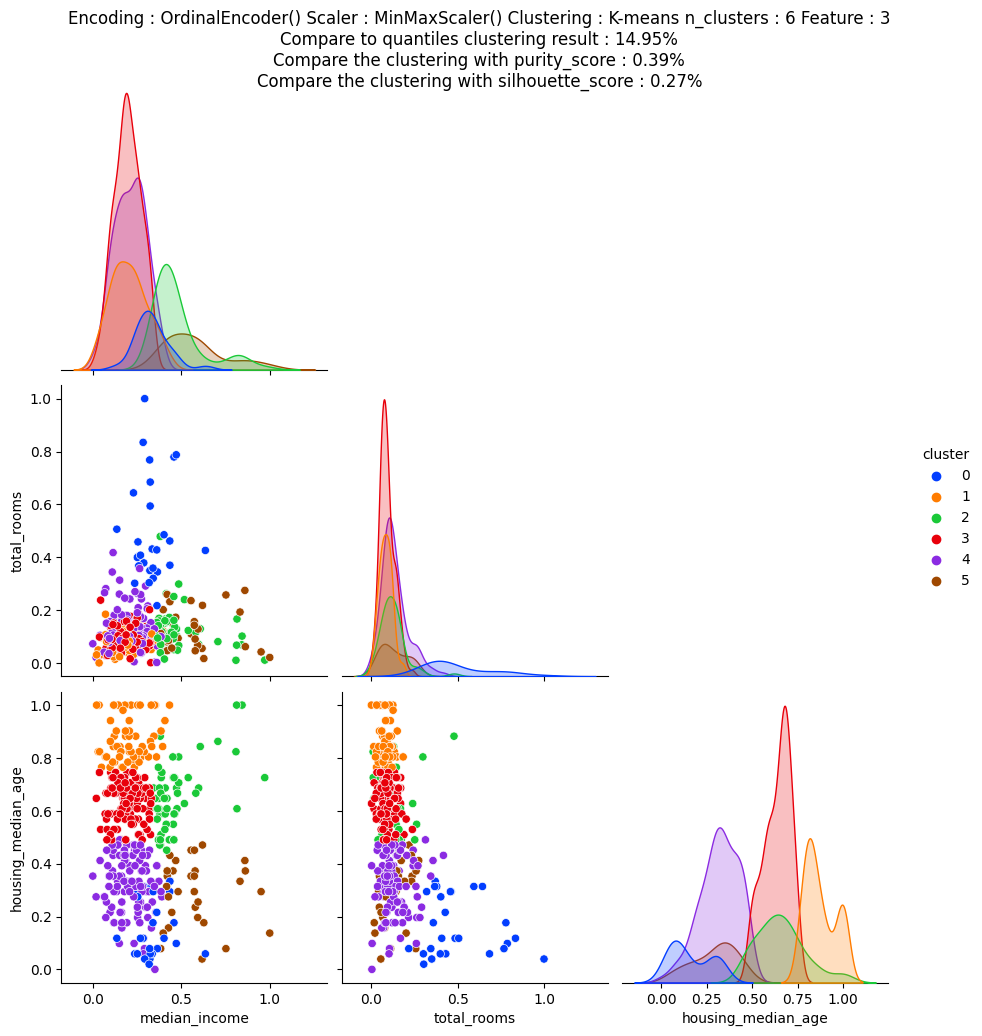 Encoding : OrdinalEncoder() Scaler : MinMaxScaler() Clustering : K-means n_clusters : 6 Feature : 3
Compare to quantiles clustering result : 14.95%
Compare the clustering with purity_score : 0.39%
Compare the clustering with silhouette_score : 0.27%
1.0
0.8
0.6
0.4
0.2
0.0
total_rooms
cluster
0
1
2
3
4
5
1.0
0.8
0.6
0.4
0.2
0.0
housing_median_age
0.0 0.5 1.0
median_income
0.0 0.5 1.0
total_rooms
0.00 0.25 0.50 0.75 1.00
housing_median_age